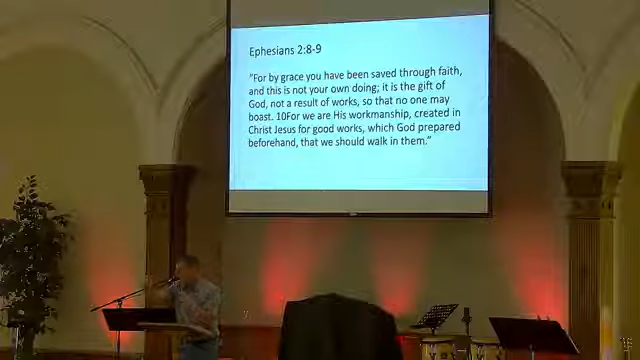 Ephesians 2:8-9
"For by grace you have been saved through faith,
and this is not your own doing; it is the gift of
God, not a result of works, so that no one may
boast. 10For we are His workmanship, created in
Christ Jesus for good works, which God prepared
beforehand, that we should walk in them."